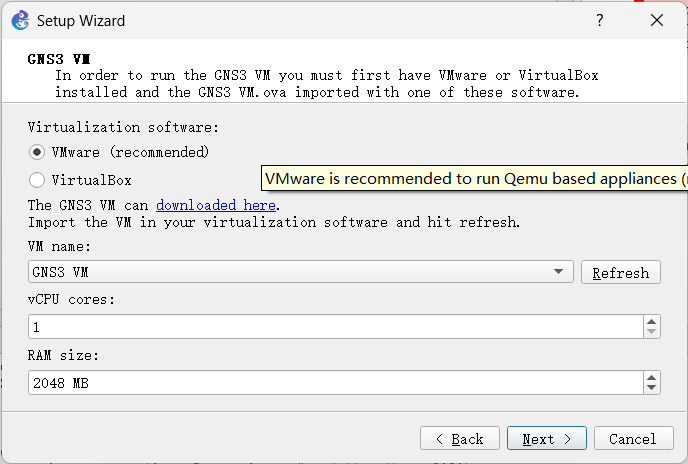 Setup Wizard
?
GNS3 VM
In order to run the GNS3 VM you must first have VMware or VirtualBox
installed and the GNS3 VM.ova imported with one of these software.
Virtualization software:
VMware (recommended)
VMware is recommended to run Qemu based appliances (
VirtualBox
The GNS3 VM can downloaded here.
Import the VM in your virtualization software and hit refresh.
VM name:
GNS3 VM
Refresh
vCPU cores:
1
RAM size:
2048 MB
< Back
Next >
Cancel